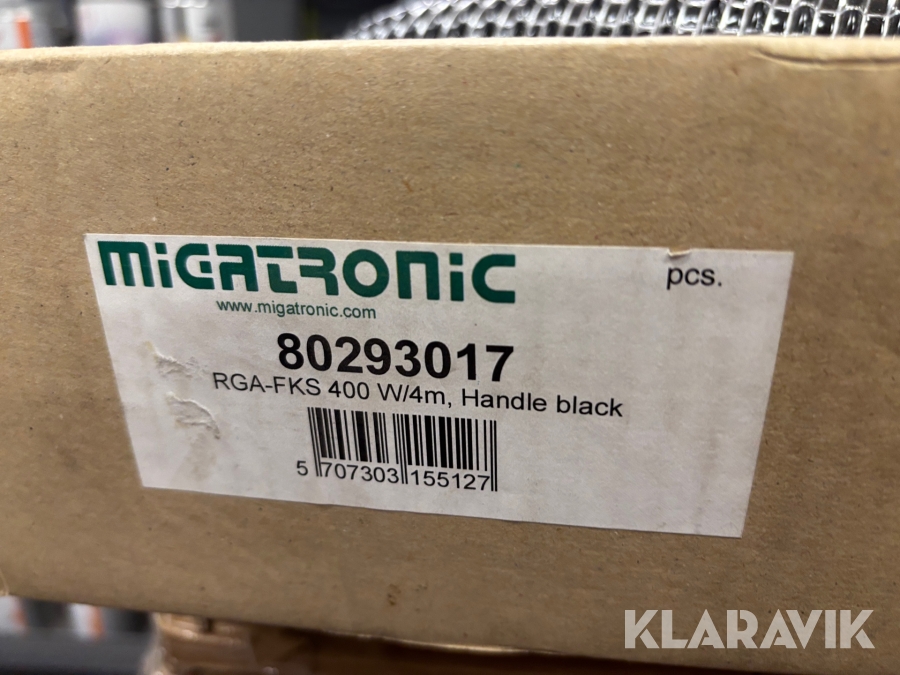 MIGATRONIC
pcs.
www.migatronic.com
80293017
RGA-FKS 400 W/4m, Handle black
5 707303 155127
KLARAVIK